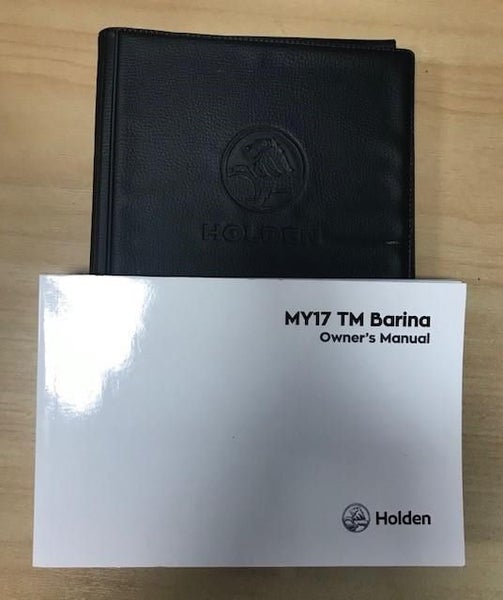 HOLDEN
MY17 TM Barina
Owner's Manual
Holden